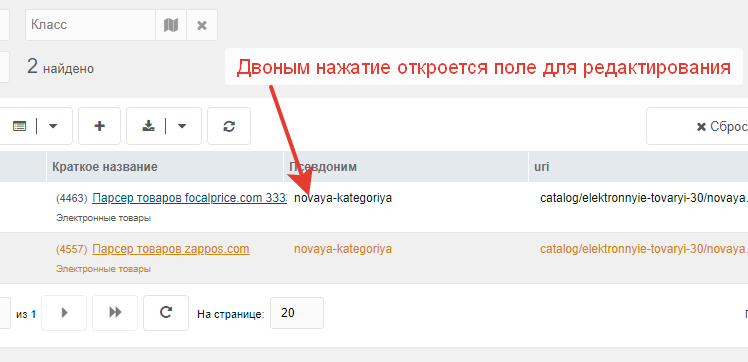 Класс
2 найдено
Двоным нажатие откроется поле для редактирования
Сброс
Краткое название Псевдоним uri
(4463) Парсер товаров focalprice.com 333 novaya-kategoriya catalog/elektronnyie-tovaryi-30/novaya.
Электронные товары
(4557) Парсер товаров zappos.com novaya-kategoriya catalog/elektronnyie-tovaryi-30/novaya.
Электронные товары
из 1 На странице: 20